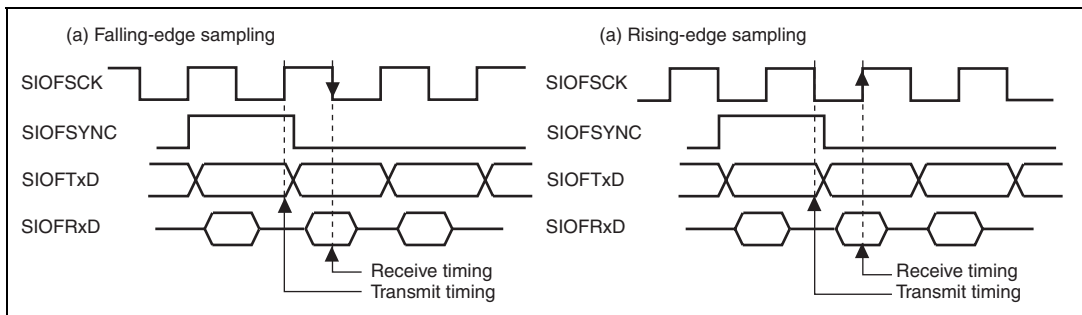 (a) Falling-edge sampling
SIOFSCK
SIOFSYNC
SIOFTxD
SIOFRxD
Receive timing
Transmit timing
(a) Rising-edge sampling
SIOFSCK
SIOFSYNC
SIOFTxD
SIOFRxD
Receive timing
Transmit timing